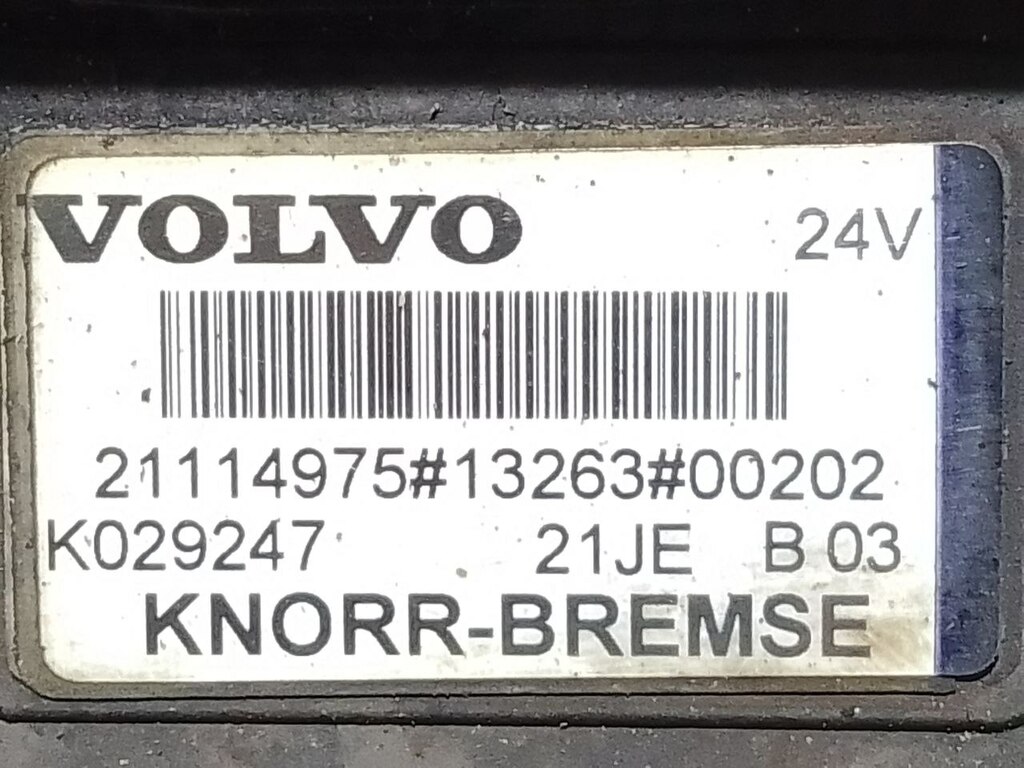 VOLVO 24V
21114975#13263#00202
K029247 21JE B 03
KNORR-BREMSE